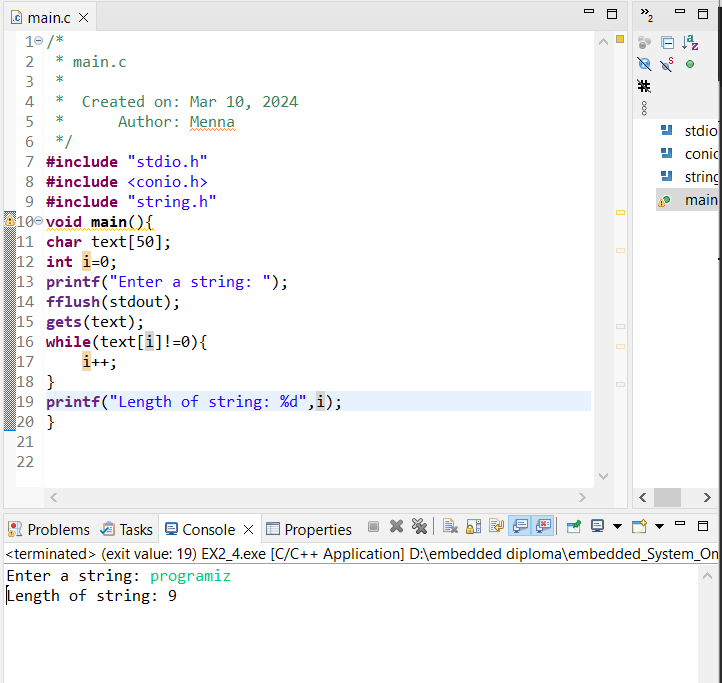 main.c
2
1 /*
2  * main.c
3  *
4  *  Created on: Mar 10, 2024
5  *      Author: Menna
6  */
7 #include "stdio.h"
8 #include <conio.h>
9 #include "string.h"
10 void main(){
11 char text[50];
12 int i=0;
13 printf("Enter a string: ");
14 fflush(stdout);
15 gets(text);
16 while(text[i]!=0){
17     i++;
18 }
19 printf("Length of string: %d",i);
20 }
21
22
stdio
conic
string
main
Problems Tasks Console Properties
<terminated> (exit value: 19) EX2_4.exe [C/C++ Application] D:\embedded diploma\embedded_System_On
Enter a string: programiz
Length of string: 9